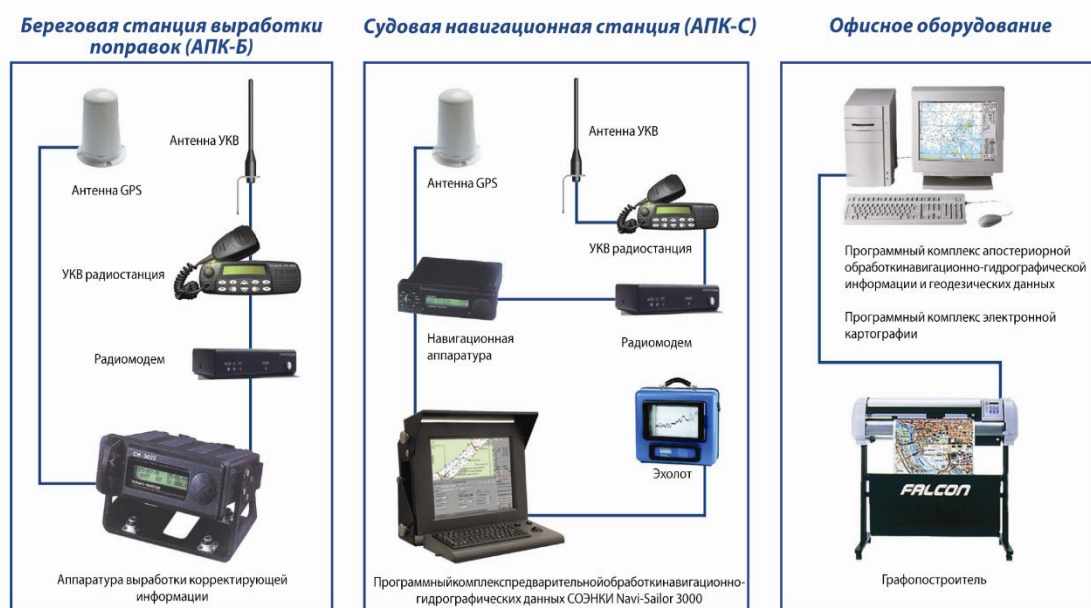 Береговая станция выработки
поправок (АПК-Б)
Антенна УКВ
Антенна GPS
УКВ радиостанция
Радиомодем
СН-3022
Аппаратура выработки корректирующей
информации
Судовая навигационная станция (АПК-С)
Антенна УКВ
Антенна GPS
УКВ радиостанция
Навигационная
аппаратура
Радиомодем
Эхолот
Программныйкомплекспредварительнойобработкинавигационно-
гидрографических данных СОЭНКИ Navi-Sailor 3000
Офисное оборудование
Программный комплекс апостериорной
обработкинавигационно-гидрографической
информации и геодезических данных
Программный комплекс электронной
картографии
FALCON
Графопостроитель